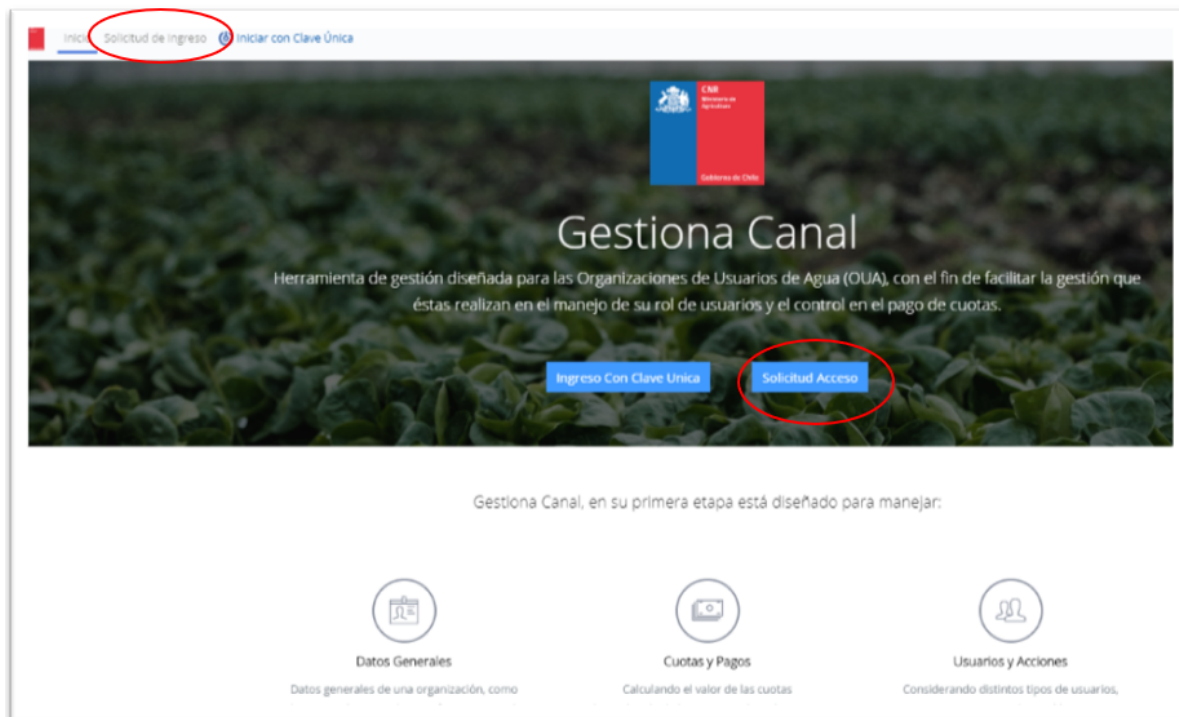 Inicio Solicitud de Ingreso Iniciar con Clave Única
CNR
Ministerio de
Agricultura
Gobierno de Chile
Gestiona Canal
Herramienta de gestión diseñada para las Organizaciones de Usuarios de Agua (OUA), con el fin de facilitar la gestión que
éstas realizan en el manejo de su rol de usuarios y el control en el pago de cuotas.
Ingreso Con Clave Unica Solicitud Acceso
Gestiona Canal, en su primera etapa está diseñado para manejar:
Datos Generales Cuotas y Pagos Usuarios y Acciones
Datos generales de una organización, como Calculando el valor de las cuotas Considerando distintos tipos de usuarios,